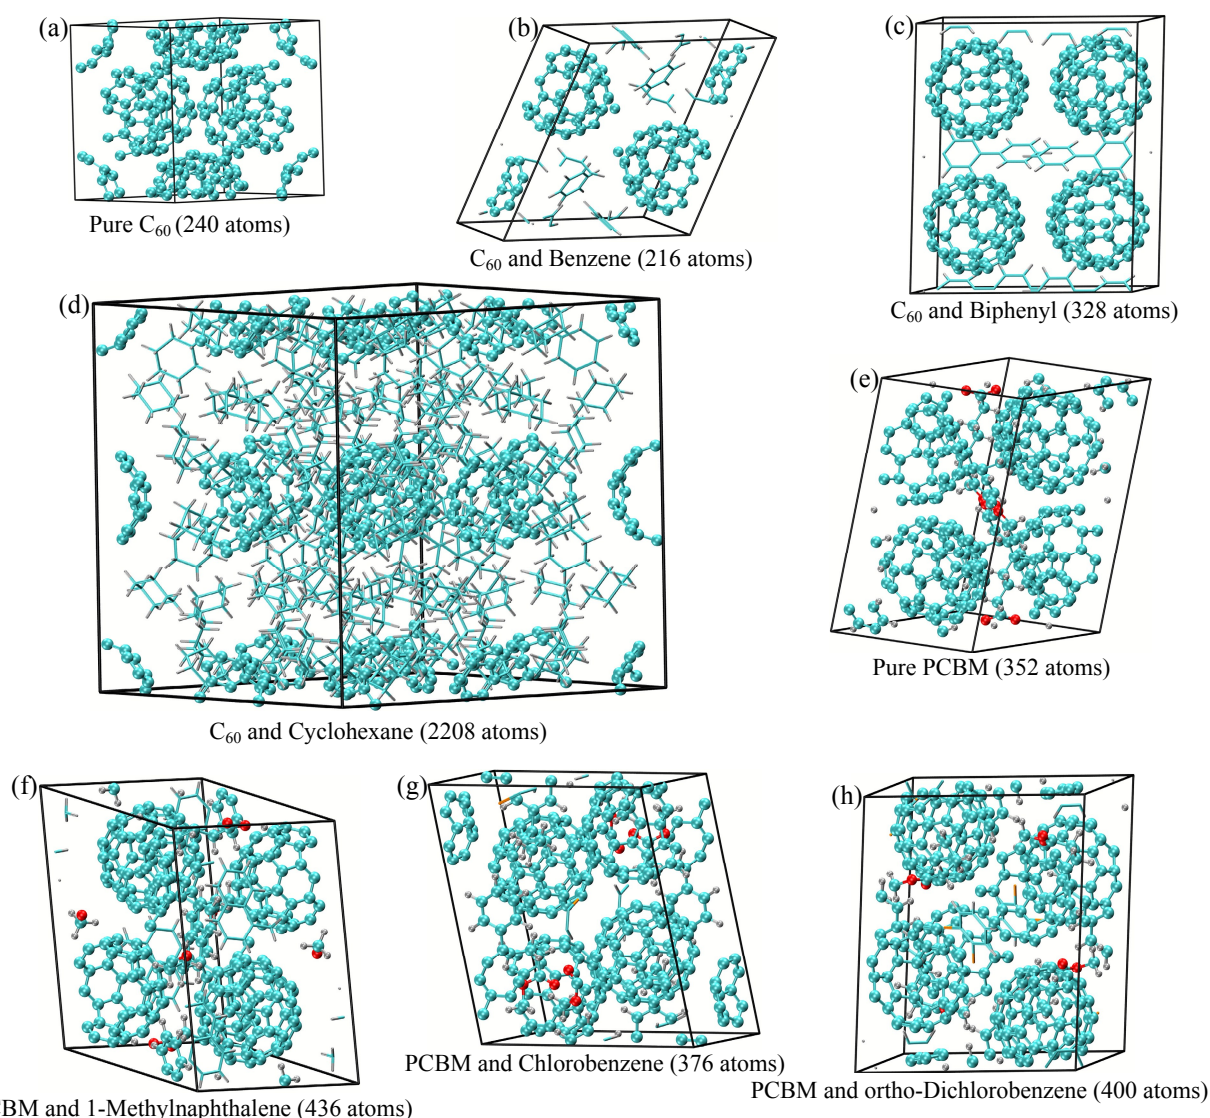 (a)
Pure C₆₀ (240 atoms)
(b)
C₆₀ and Benzene (216 atoms)
(c)
C₆₀ and Biphenyl (328 atoms)
(d)
C₆₀ and Cyclohexane (2208 atoms)
(e)
Pure PCBM (352 atoms)
(f)
CBM and 1-Methylnaphthalene (436 atoms)
(g)
PCBM and Chlorobenzene (376 atoms)
(h)
PCBM and ortho-Dichlorobenzene (400 atoms)